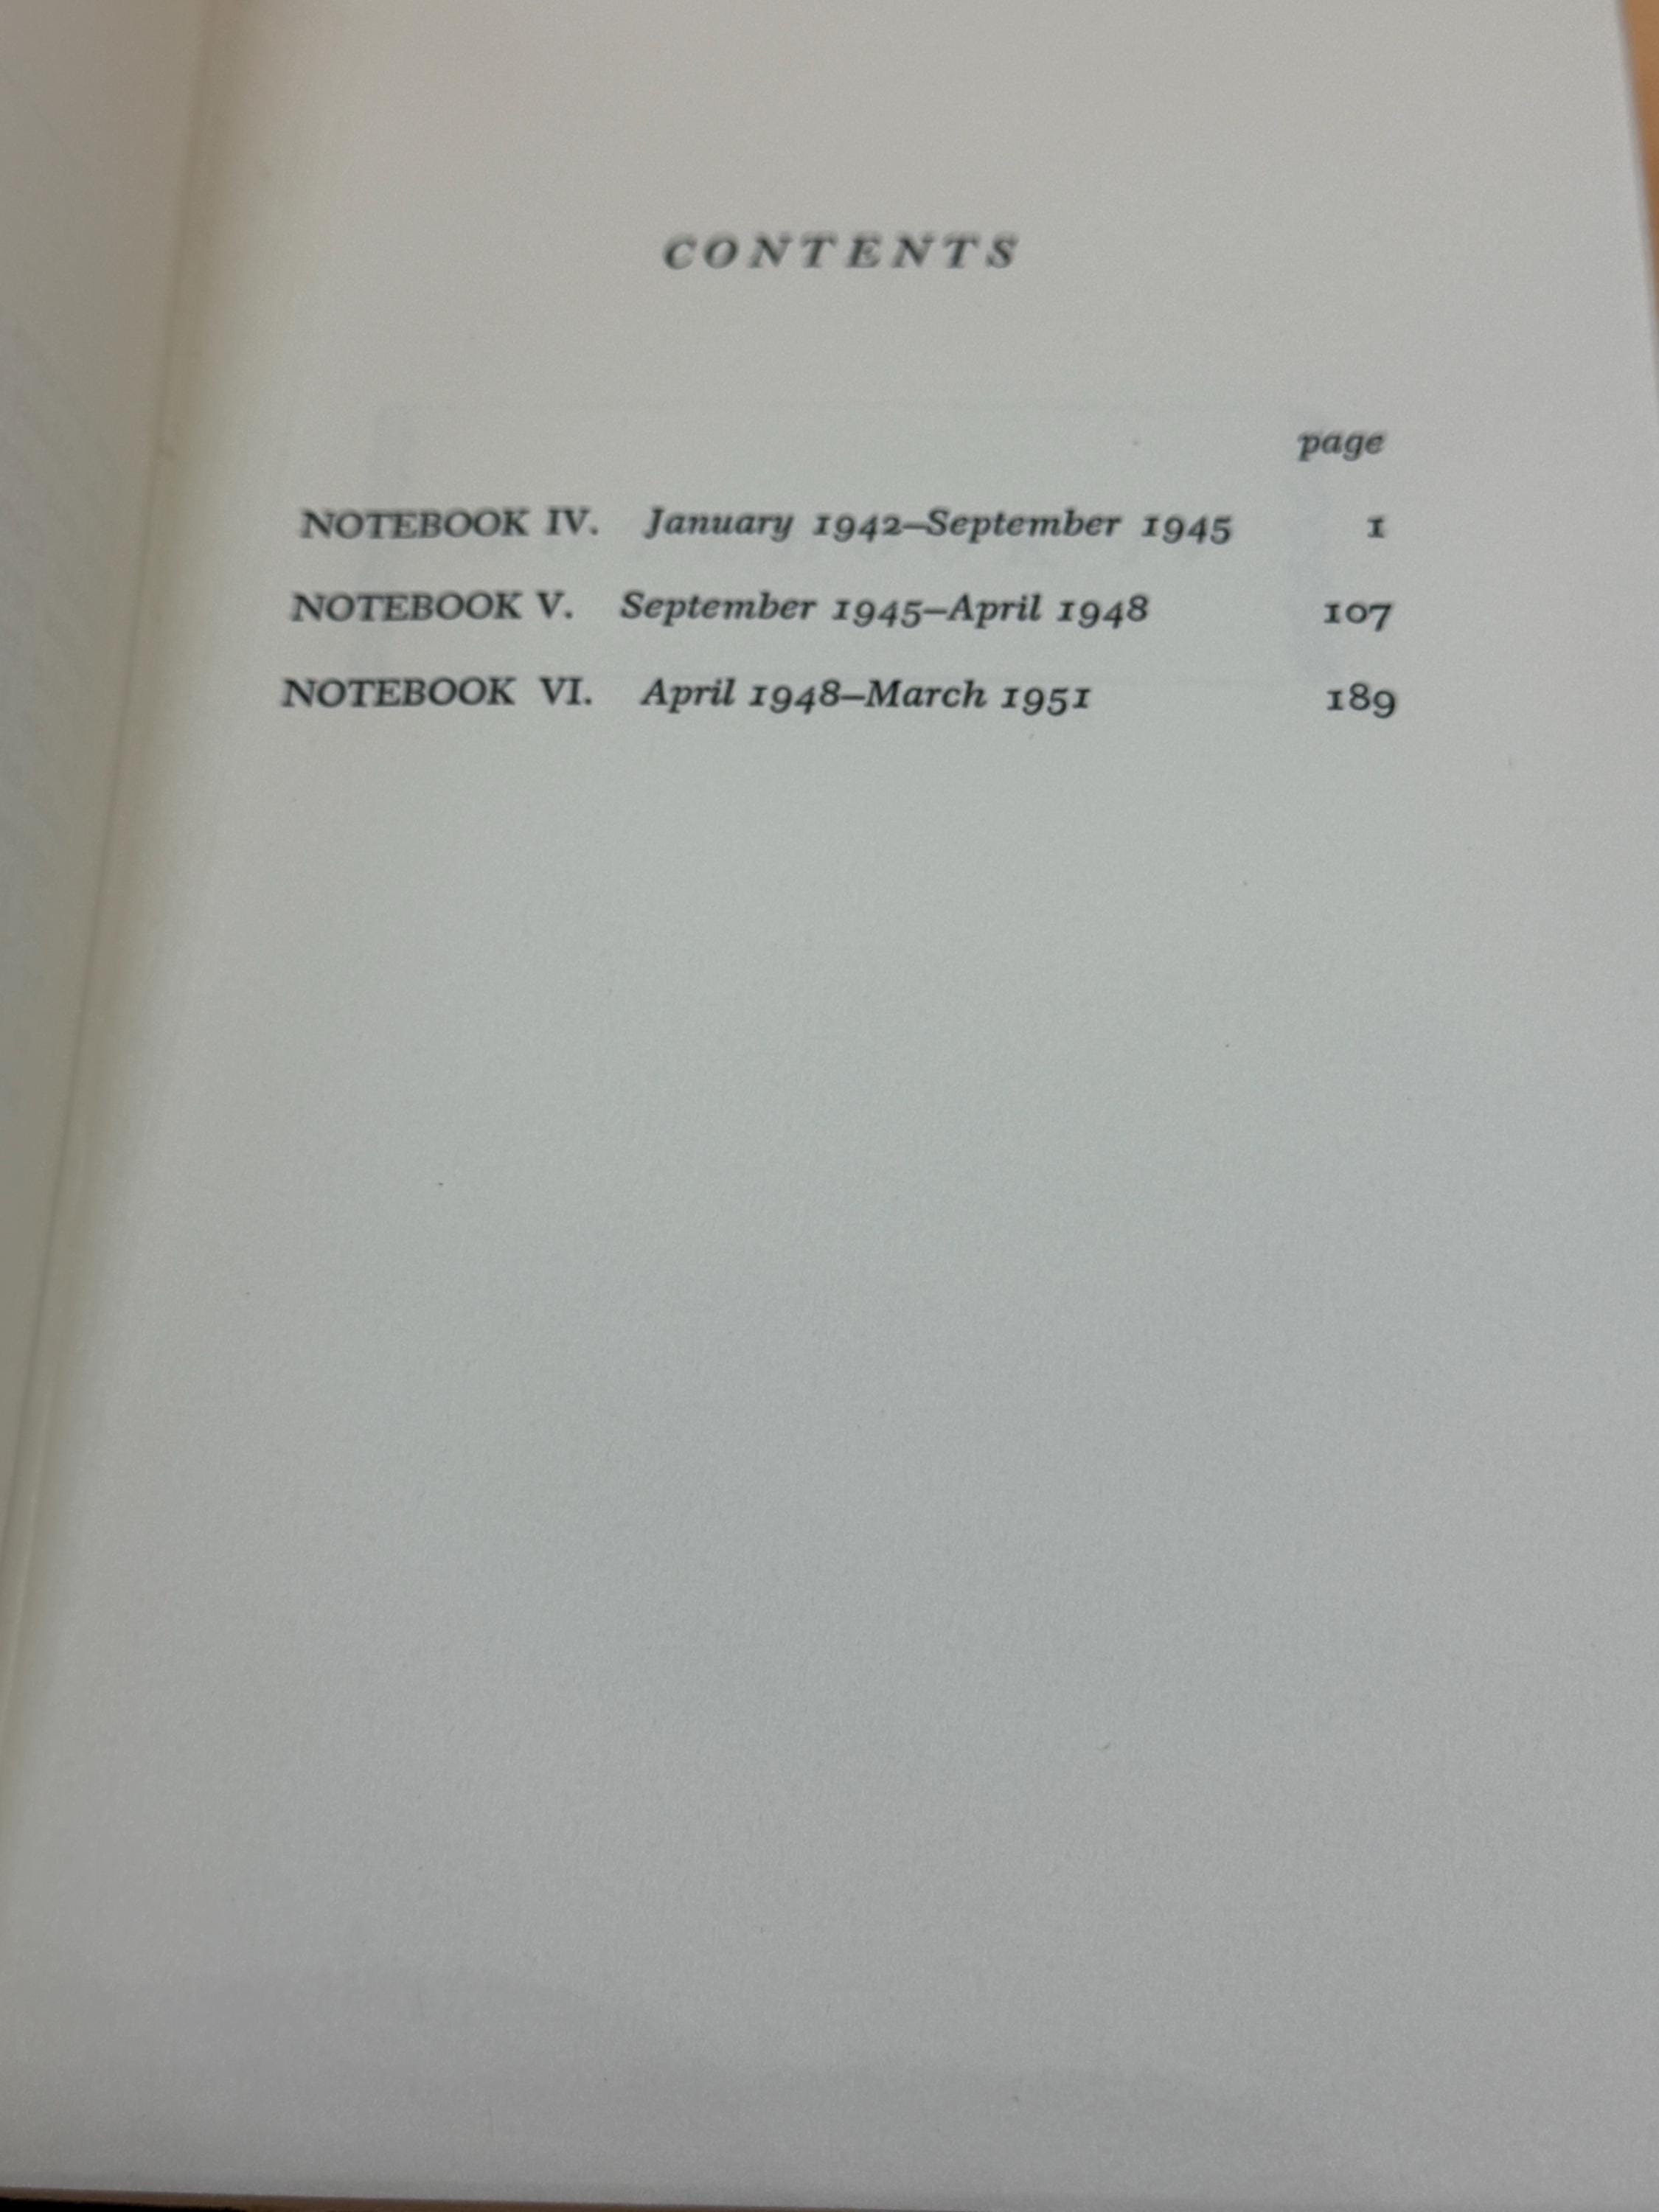 CONTENTS
page
NOTEBOOK IV. January 1942–September 1945 1
NOTEBOOK V. September 1945–April 1948 107
NOTEBOOK VI. April 1948–March 1951 189